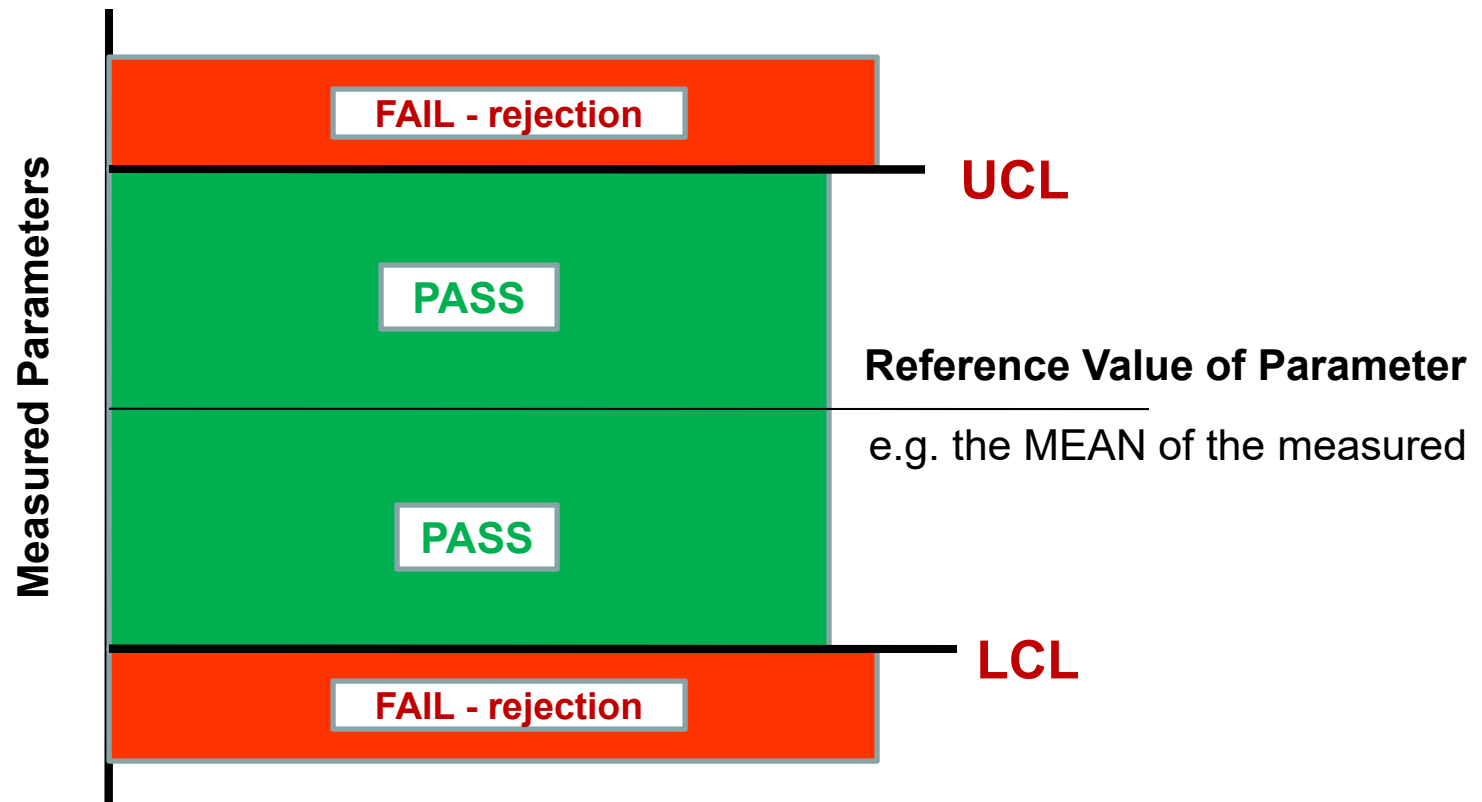 Measured Parameters
FAIL - rejection
UCL
PASS
Reference Value of Parameter
e.g. the MEAN of the measured
PASS
LCL
FAIL - rejection